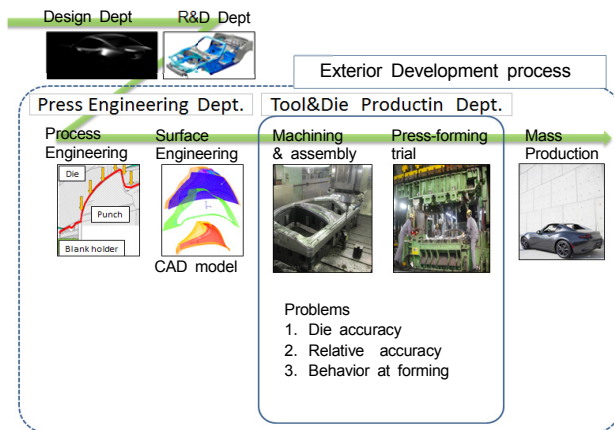 Design Dept
R&D Dept
Exterior Development process
Press Engineering Dept.
Tool&Die Productin Dept.
Process
Engineering
Surface
Engineering
Machining
& assembly
Press-forming
trial
Mass
Production
Die
Punch
Blank holder
CAD model
Problems
1. Die accuracy
2. Relative accuracy
3. Behavior at forming